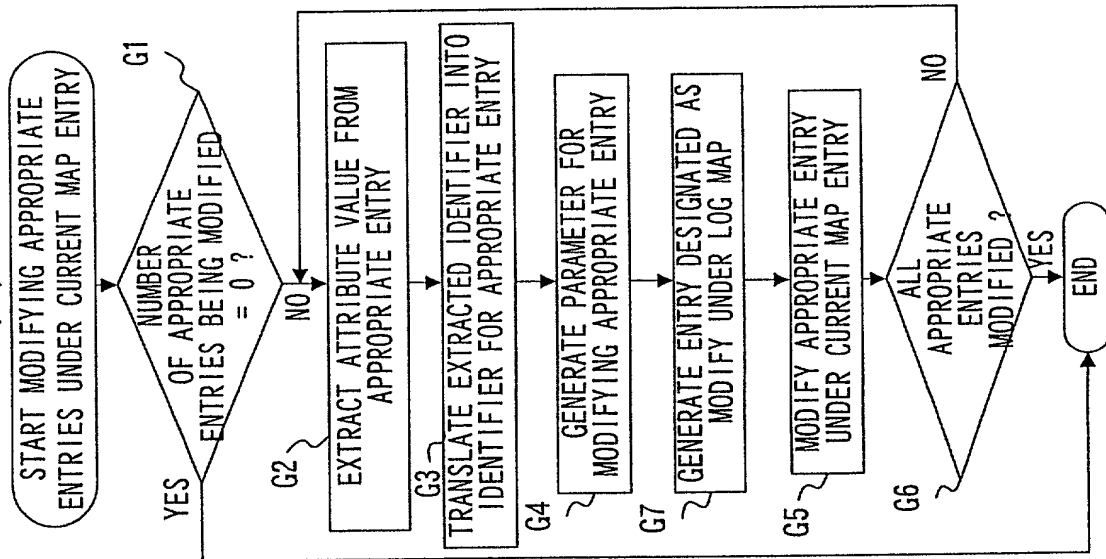 START MODIFYING APPROPRIATE
ENTRIES UNDER CURRENT MAP ENTRY
G1
NUMBER
OF APPROPRIATE
ENTRIES BEING MODIFIED
= 0 ?
YES
NO
G2
EXTRACT ATTRIBUTE VALUE FROM
APPROPRIATE ENTRY
G3
TRANSLATE EXTRACTED IDENTIFIER INTO
IDENTIFIER FOR APPROPRIATE ENTRY
G4
GENERATE PARAMETER FOR
MODIFYING APPROPRIATE ENTRY
G7
GENERATE ENTRY DESIGNATED AS
MODIFY UNDER LOG MAP
G5
MODIFY APPROPRIATE ENTRY
UNDER CURRENT MAP ENTRY
G6
ALL
APPROPRIATE
ENTRIES
MODIFIED ?
NO
YES
END